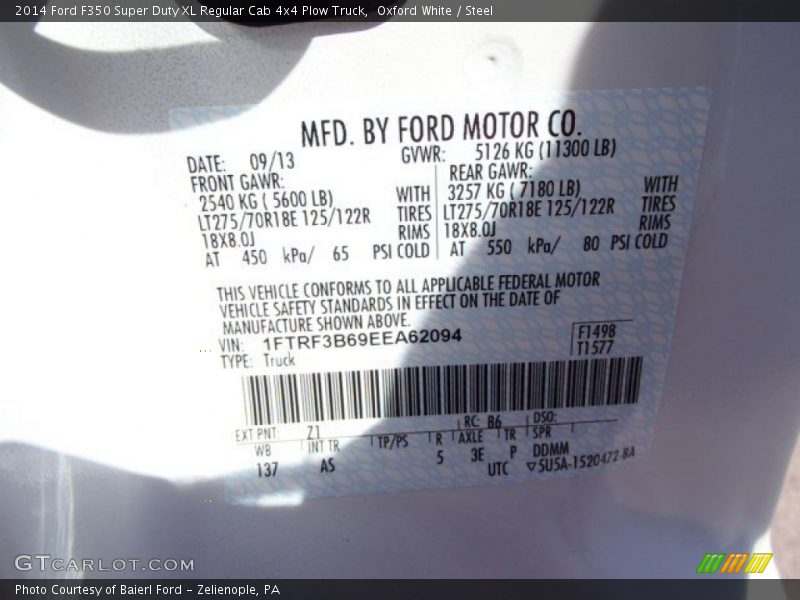 2014 Ford F350 Super Duty XL Regular Cab 4x4 Plow Truck, Oxford White / Steel
MFD. BY FORD MOTOR CO.
DATE: 09/13 GVWR: 5126 KG (11300 LB)
FRONT GAWR: REAR GAWR:
2540 KG ( 5600 LB) WITH 3257 KG ( 7180 LB) WITH
LT275/70R18E 125/122R TIRES LT275/70R18E 125/122R TIRES
18X8.0J RIMS 18X8.0J RIMS
AT 450 kPa/ 65 PSI COLD AT 550 kPa/ 80 PSI COLD
THIS VEHICLE CONFORMS TO ALL APPLICABLE FEDERAL MOTOR
VEHICLE SAFETY STANDARDS IN EFFECT ON THE DATE OF
MANUFACTURE SHOWN ABOVE.
VIN: 1FTRF3B69EEA62094 F1498
TYPE: Truck T1577
EXT PNT: Z1 RC: B6 DSO:
WB INT TR TP/PS R AXLE TR SPR
137 AS 5 3E P DDMM
UTC ▽5U5A-1520472-BA
GTCARLOT.COM
Photo Courtesy of Baierl Ford – Zelienople, PA